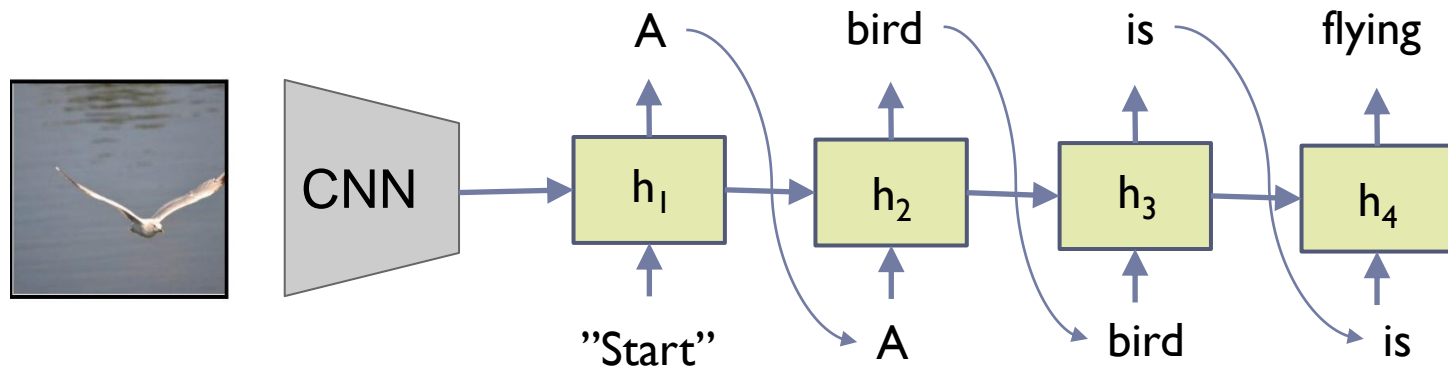 A bird is flying
CNN
h₁ h₂ h₃ h₄
”Start” A bird is